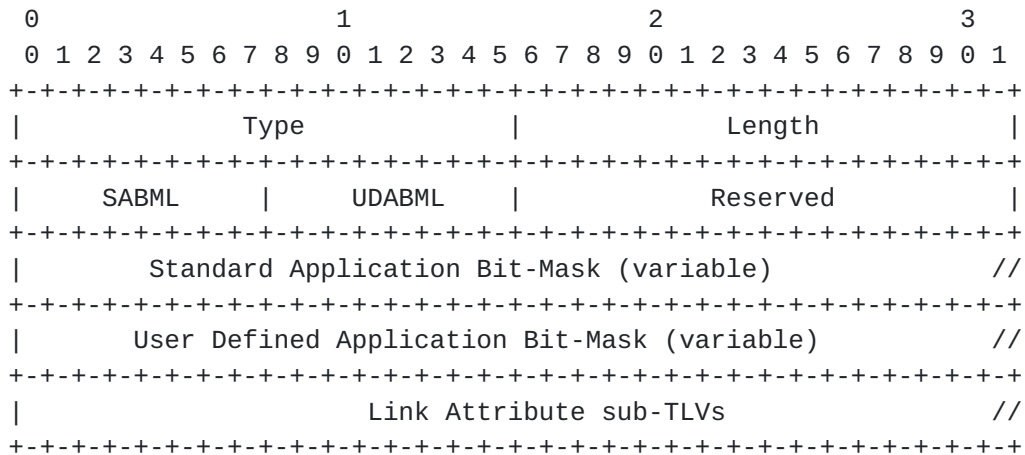 0                   1                   2                   3
 0 1 2 3 4 5 6 7 8 9 0 1 2 3 4 5 6 7 8 9 0 1 2 3 4 5 6 7 8 9 0 1
+-+-+-+-+-+-+-+-+-+-+-+-+-+-+-+-+-+-+-+-+-+-+-+-+-+-+-+-+-+-+-+-+
|              Type             |             Length            |
+-+-+-+-+-+-+-+-+-+-+-+-+-+-+-+-+-+-+-+-+-+-+-+-+-+-+-+-+-+-+-+-+
|     SABML     |     UDABML    |            Reserved           |
+-+-+-+-+-+-+-+-+-+-+-+-+-+-+-+-+-+-+-+-+-+-+-+-+-+-+-+-+-+-+-+-+
|        Standard Application Bit-Mask (variable)              //
+-+-+-+-+-+-+-+-+-+-+-+-+-+-+-+-+-+-+-+-+-+-+-+-+-+-+-+-+-+-+-+-+
|       User Defined Application Bit-Mask (variable)           //
+-+-+-+-+-+-+-+-+-+-+-+-+-+-+-+-+-+-+-+-+-+-+-+-+-+-+-+-+-+-+-+-+
|                      Link Attribute sub-TLVs                 //
+-+-+-+-+-+-+-+-+-+-+-+-+-+-+-+-+-+-+-+-+-+-+-+-+-+-+-+-+-+-+-+-+